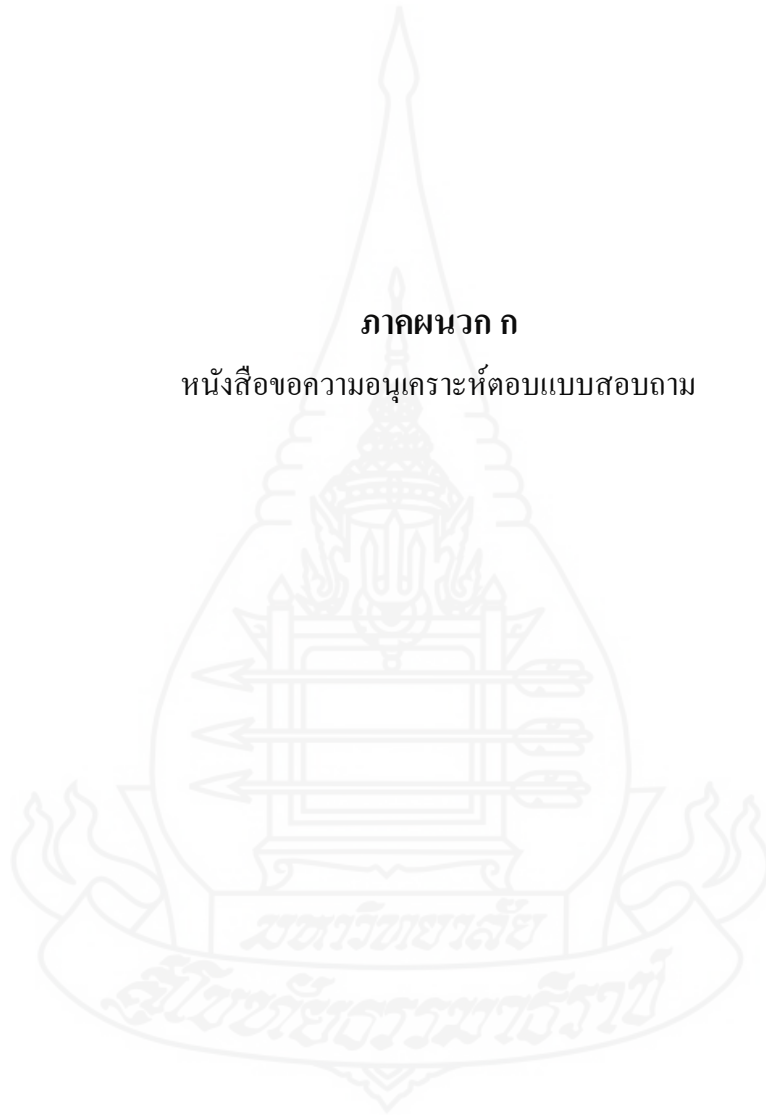 ภาคผนวก ก
หนังสือขอความอนุเคราะห์ตอบแบบสอบถาม
มหาวิทยาลัย
สุโขทัยธรรมาธิราช